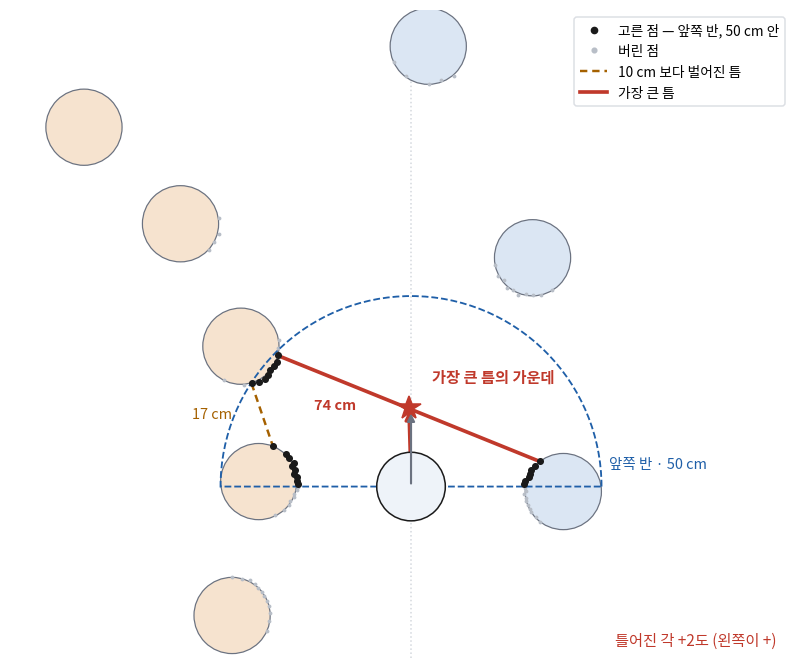 고른 점 — 앞쪽 반, 50 cm 안
버린 점
10 cm 보다 벌어진 틈
가장 큰 틈
가장 큰 틈의 가운데
74 cm
17 cm
앞쪽 반 · 50 cm
틀어진 각 +2도 (왼쪽이 +)